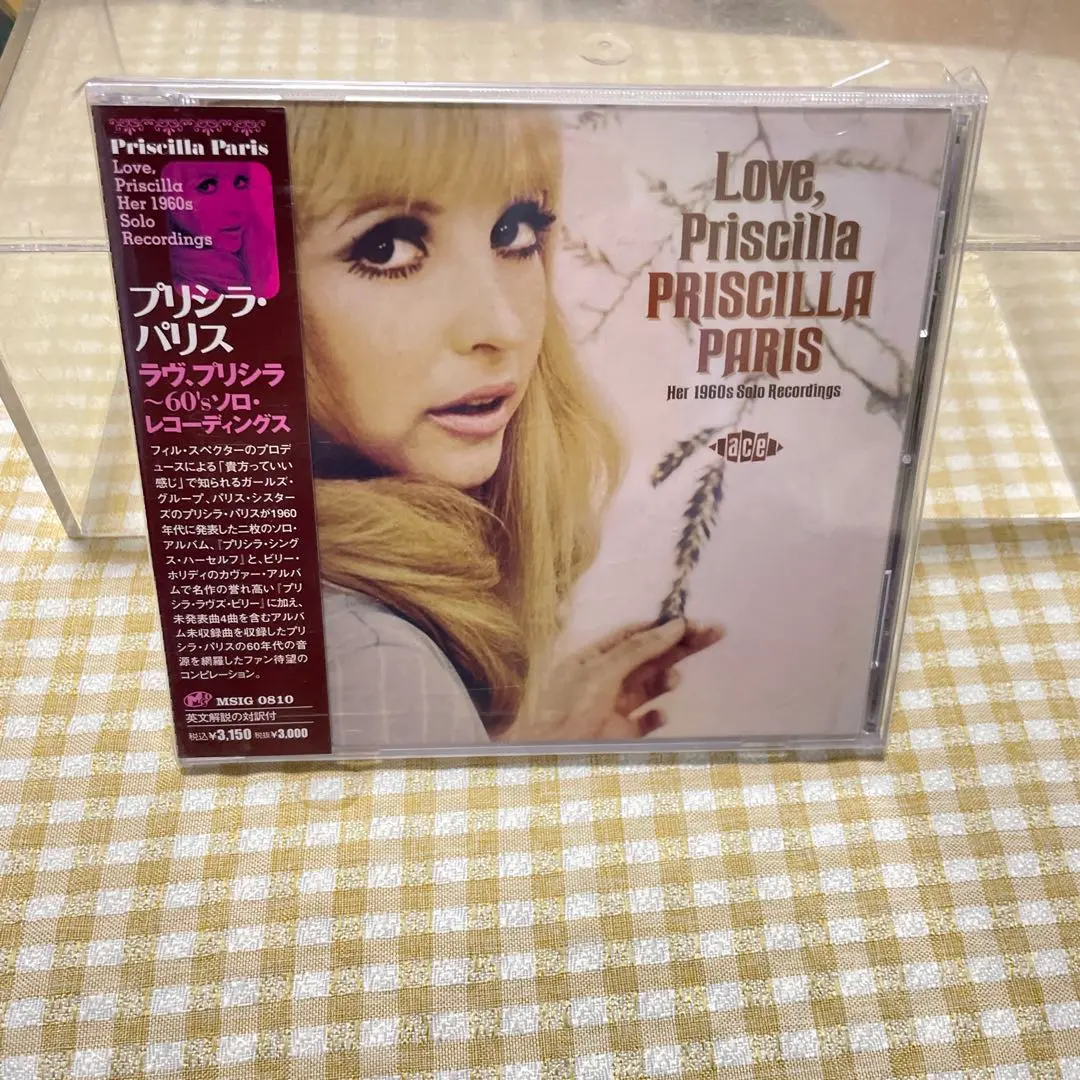 Priscilla Paris
Love,
Priscilla
Her 1960s
Solo
Recordings
プリシラ・
パリス
ラヴ、プリシラ
～60'sソロ・
レコーディングス
フィル・スペクターのプロデ
ュースによる「貴方っていい
感じ」で知られるガールズ・
グループ、パリス・シスター
ズのプリシラ・パリスが1960
年代に発表した二枚のソロ・
アルバム、『プリシラ・シング
ス・ハーセルフ』と、ビリー・
ホリディのカヴァー・アルバ
ムで名作の誉れ高い『プリ
シラ・ラヴズ・ビリー』に加え、
未発表曲4曲を含むアルバ
ム未収録曲を収録したプリ
シラ・パリスの60年代の音
源を網羅したファン待望の
コンピレーション。
MSIG 0810
英文解説の対訳付
税込¥3,150 税抜¥3,000
Love,
Priscilla
PRISCILLA
PARIS
Her 1960s Solo Recordings
ace